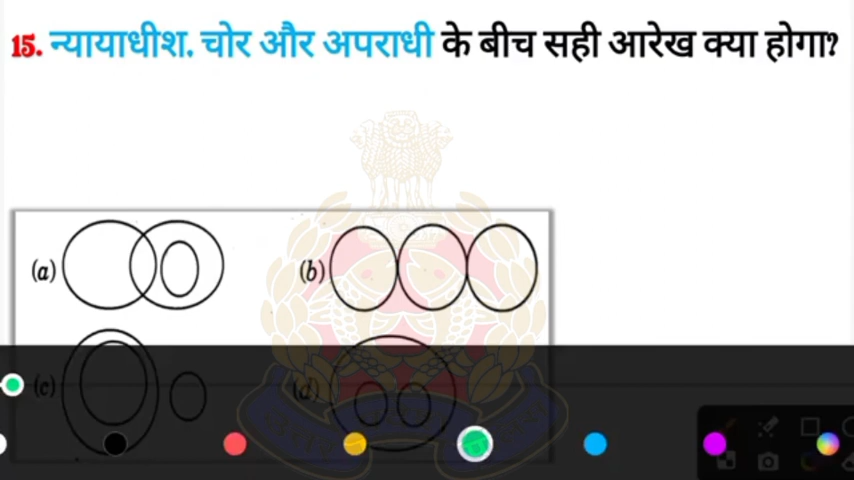 15. न्यायाधीश. चोर और अपराधी के बीच सही आरेख क्या होगा?
(a)
(b)
(c)
(d)